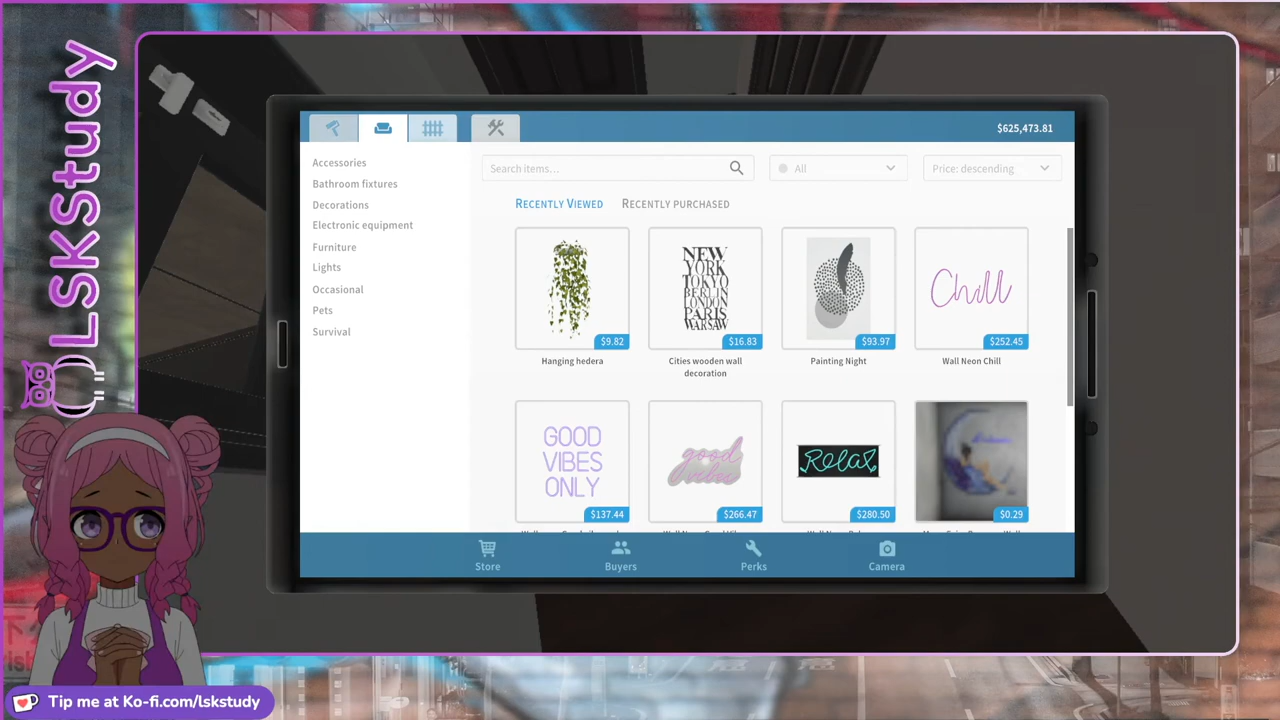 LSKStudy
$625,473.81
Search items...
All
Price: descending
Accessories
Bathroom fixtures
Decorations
Electronic equipment
Furniture
Lights
Occasional
Pets
Survival
RECENTLY VIEWED
RECENTLY PURCHASED
NEW
YORK
TOKYO
BERLIN
LONDON
PARIS
WARSAW
Chill
$9.82
$16.83
$93.97
$252.45
Hanging hedera
Cities wooden wall
decoration
Painting Night
Wall Neon Chill
GOOD
VIBES
ONLY
good
vibes
Relax
$137.44
$266.47
$280.50
$0.29
Store
Buyers
Perks
Camera
Tip me at Ko-fi.com/lskstudy